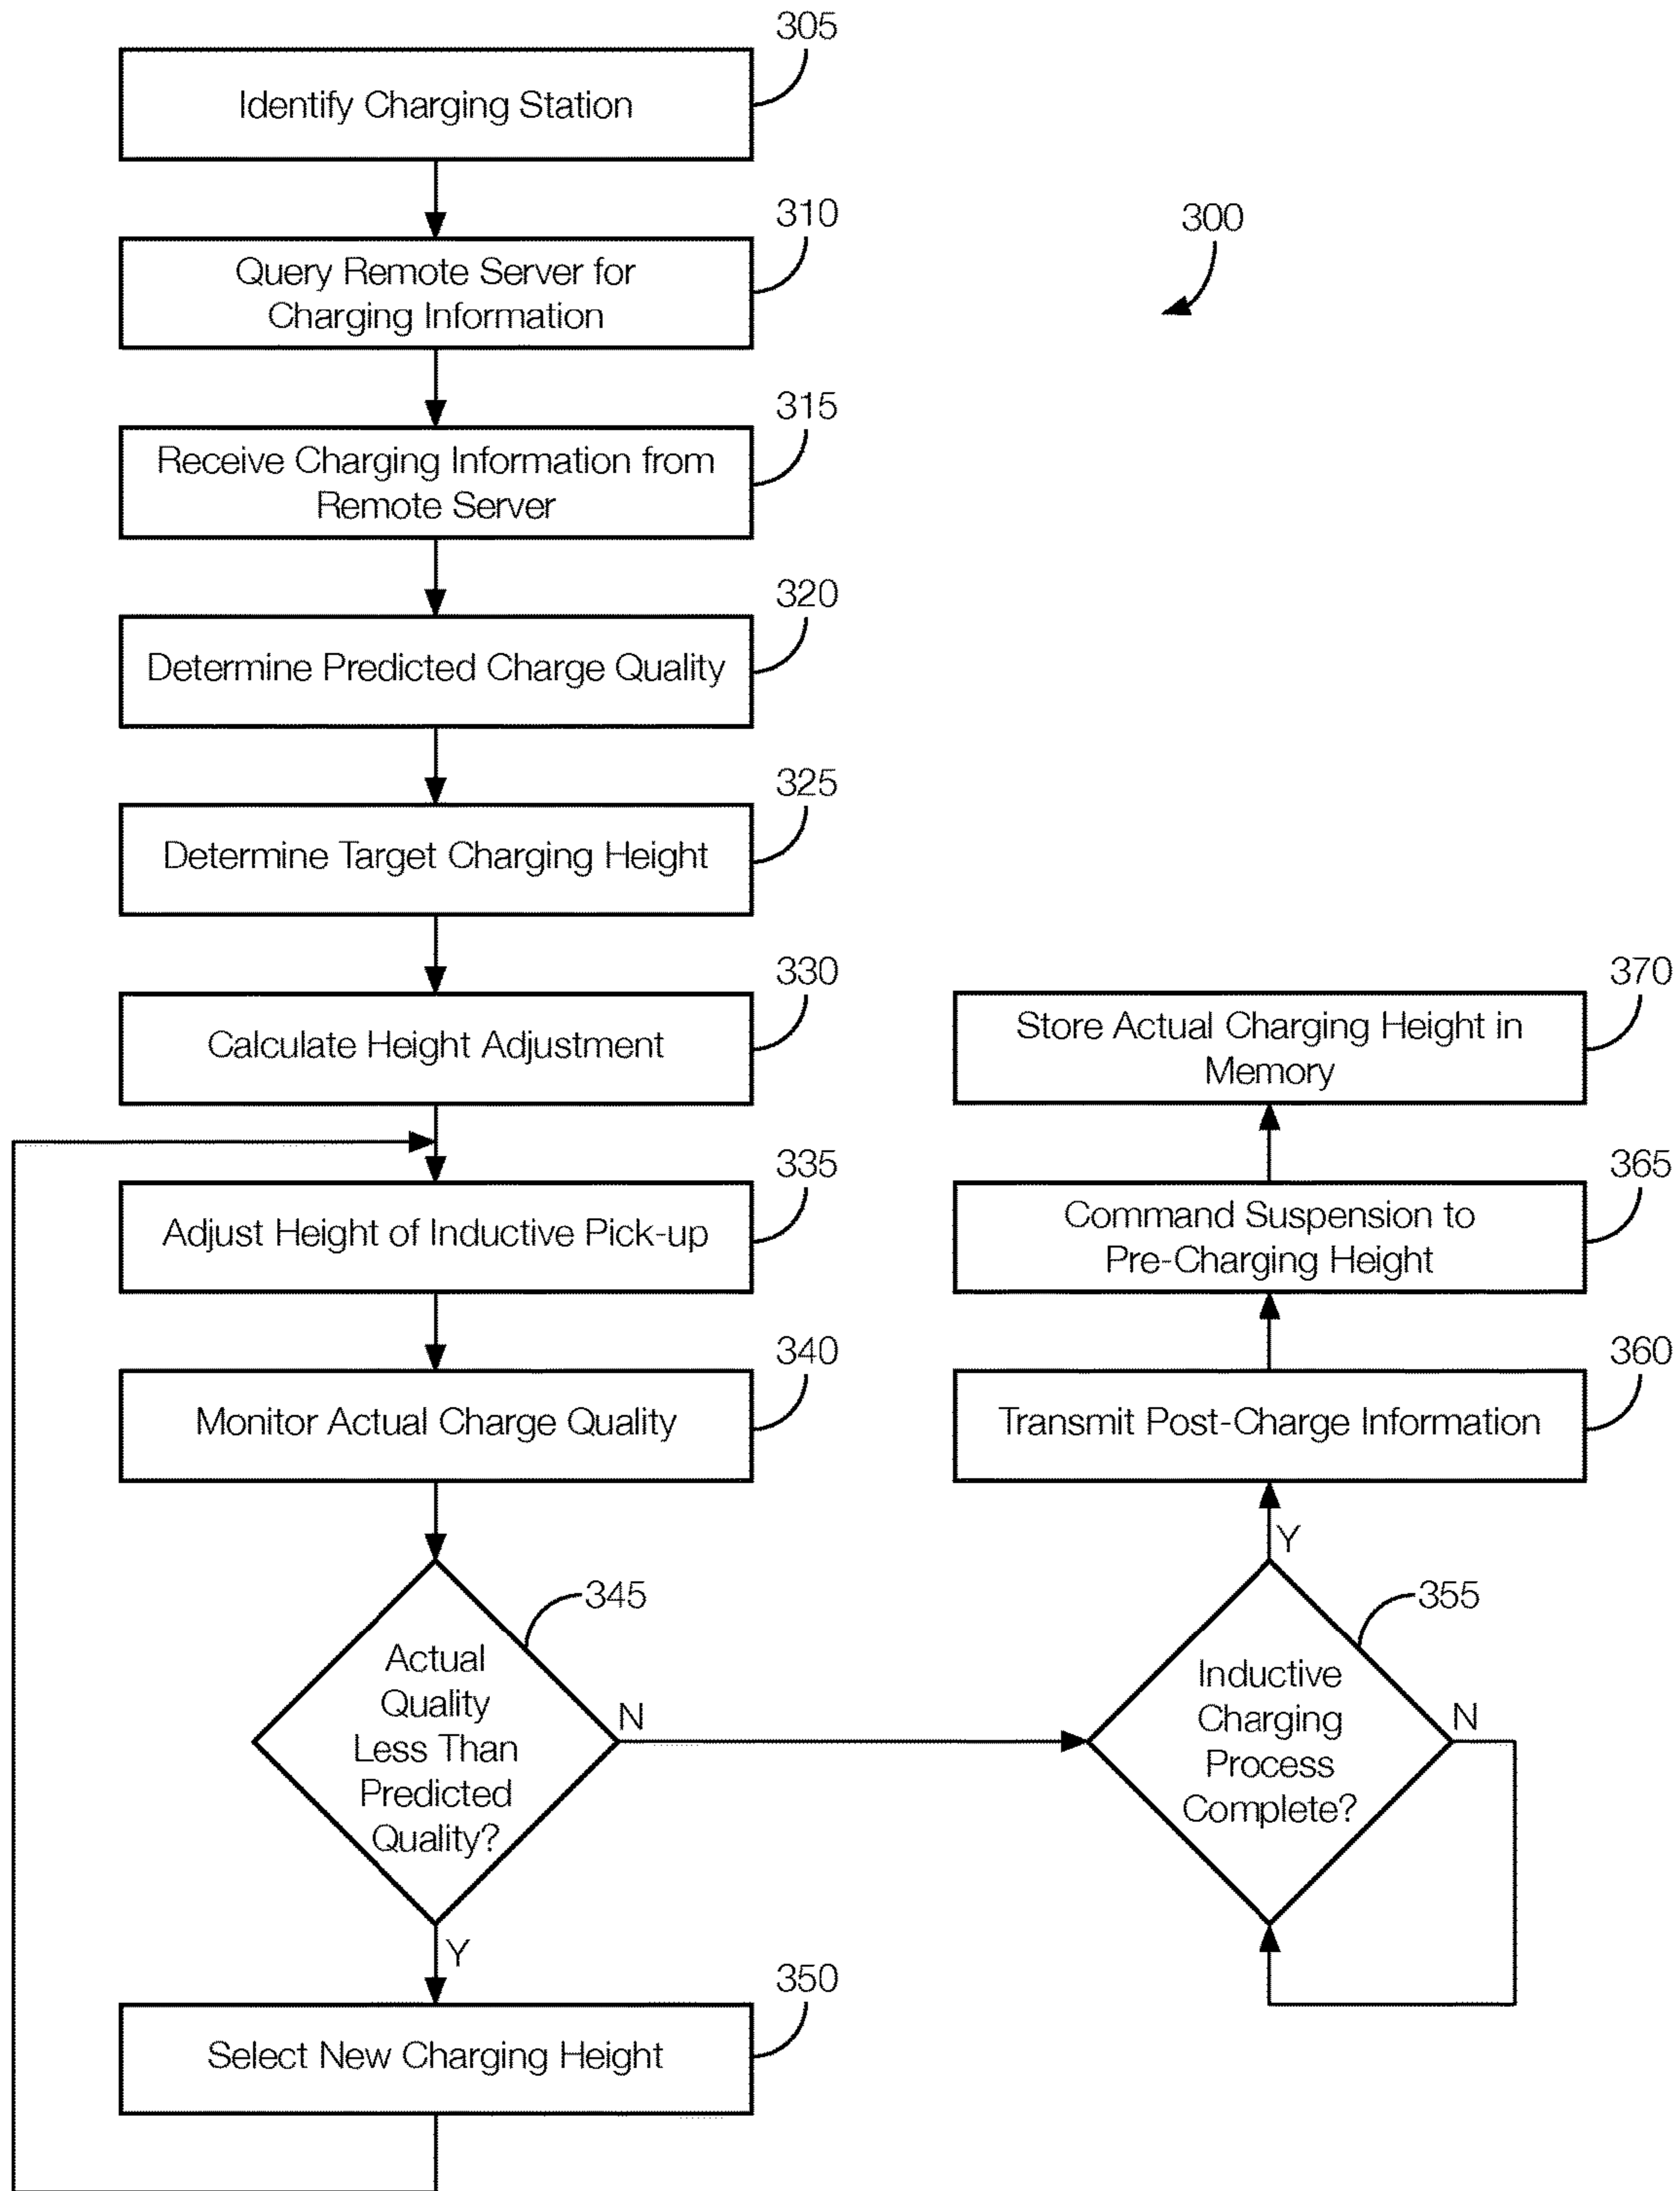 305
Identify Charging Station
310
Query Remote Server for
Charging Information
300
315
Receive Charging Information from
Remote Server
320
Determine Predicted Charge Quality
325
Determine Target Charging Height
330
Calculate Height Adjustment
335
Adjust Height of Inductive Pick-up
340
Monitor Actual Charge Quality
345
Actual
Quality
Less Than
Predicted
Quality?
N
Y
350
Select New Charging Height
355
Inductive
Charging
Process
Complete?
N
Y
360
Transmit Post-Charge Information
365
Command Suspension to
Pre-Charging Height
370
Store Actual Charging Height in
Memory